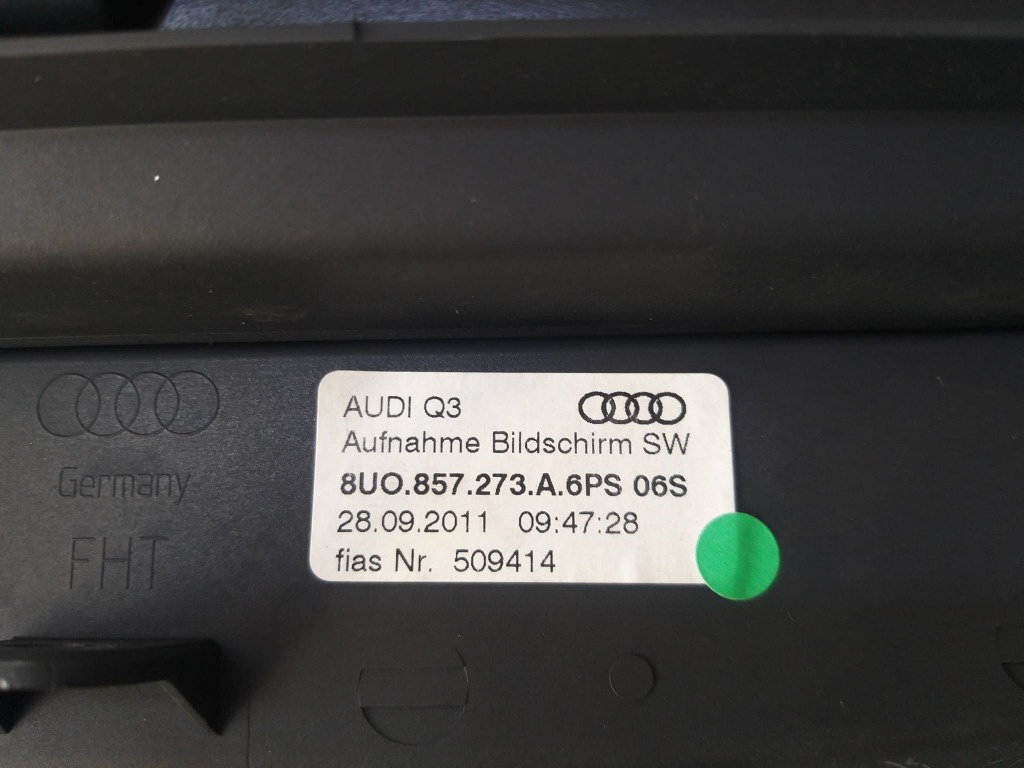 AUDI Q3
Aufnahme Bildschirm SW
8UO.857.273.A.6PS 06S
28.09.2011 09:47:28
fias Nr. 509414
Germany
FHT